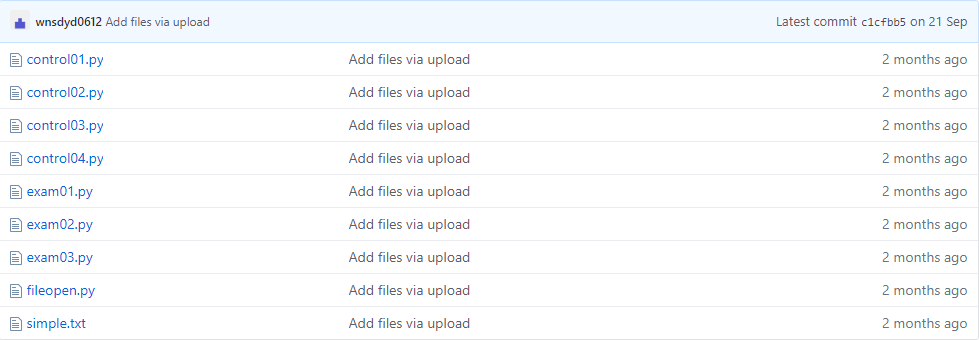 wnsdyd0612 Add files via upload Latest commit c1cfbb5 on 21 Sep
control01.py Add files via upload 2 months ago
control02.py Add files via upload 2 months ago
control03.py Add files via upload 2 months ago
control04.py Add files via upload 2 months ago
exam01.py Add files via upload 2 months ago
exam02.py Add files via upload 2 months ago
exam03.py Add files via upload 2 months ago
fileopen.py Add files via upload 2 months ago
simple.txt Add files via upload 2 months ago